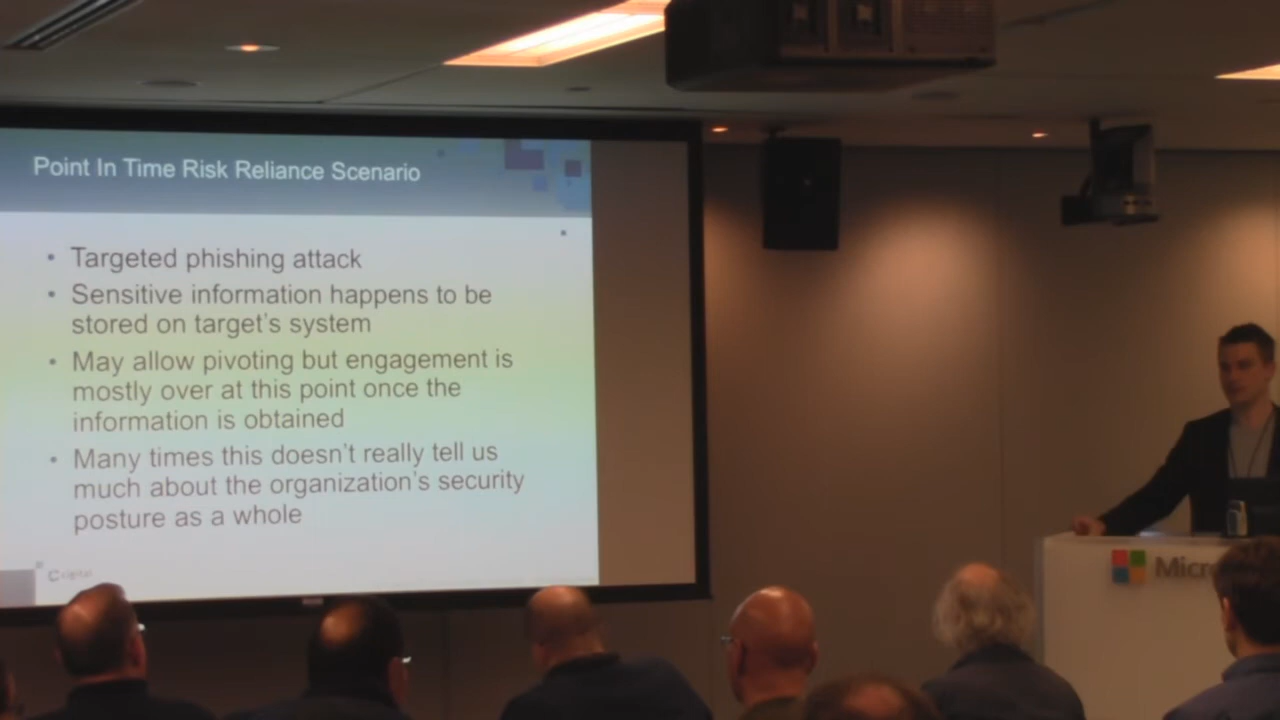 Point In Time Risk Reliance Scenario
• Targeted phishing attack
• Sensitive information happens to be
stored on target's system
• May allow pivoting but engagement is
mostly over at this point once the
information is obtained
• Many times this doesn't really tell us
much about the organization's security
posture as a whole
Micr